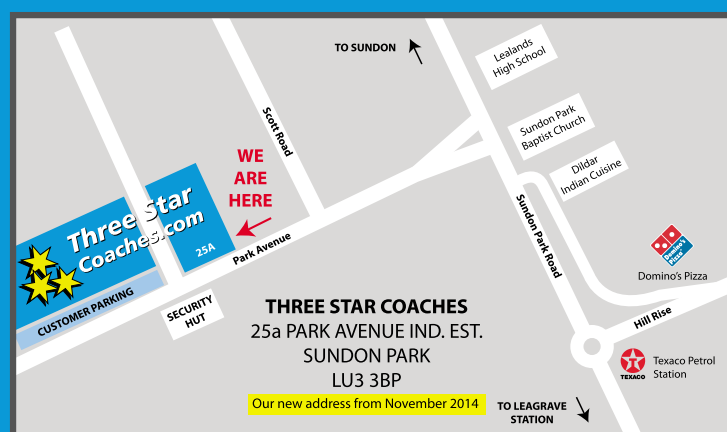 TO SUNDON
Lealands
High School
Scott Road
Sundon Park
Baptist Church
WE
ARE
HERE
Dildar
Indian Cuisine
Three Star
Coaches.com
25A
Park Avenue
Sundon Park Road
Domino's
Pizza
Domino's Pizza
CUSTOMER PARKING
SECURITY
HUT
THREE STAR COACHES
25a PARK AVENUE IND. EST.
SUNDON PARK
LU3 3BP
Our new address from November 2014
Hill Rise
TEXACO
Texaco Petrol
Station
TO LEAGRAVE
STATION